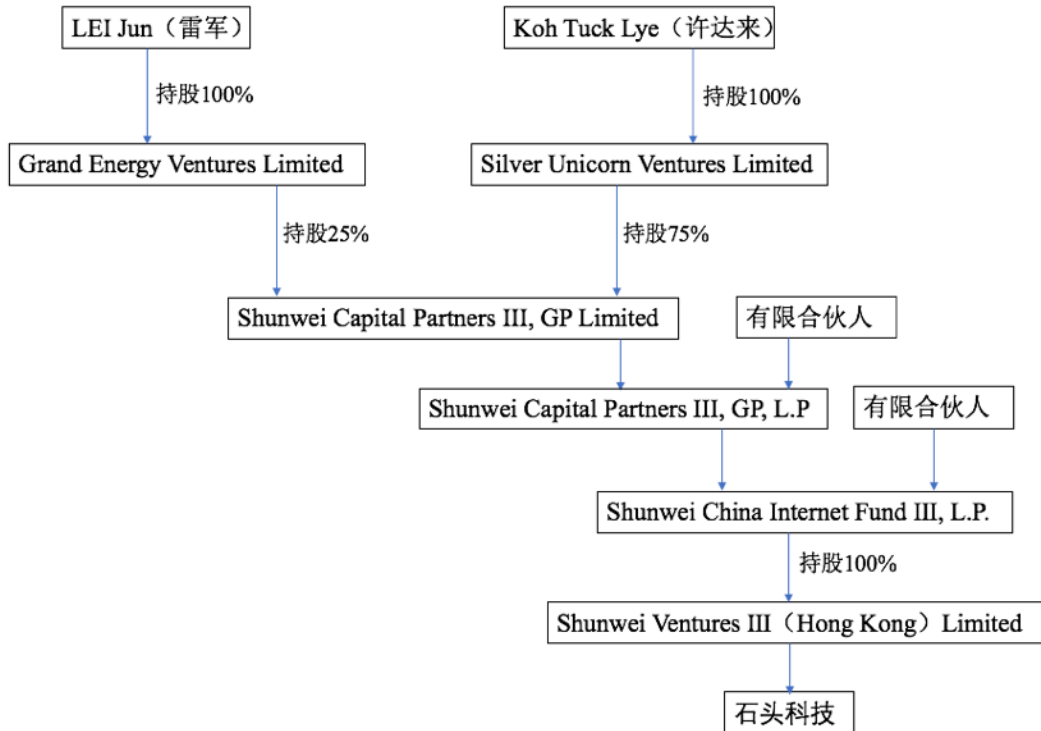 LEI Jun（雷军）
Koh Tuck Lye（许达来）
持股100%
持股100%
Grand Energy Ventures Limited
Silver Unicorn Ventures Limited
持股25%
持股75%
Shunwei Capital Partners III, GP Limited
有限合伙人
Shunwei Capital Partners III, GP, L.P
有限合伙人
Shunwei China Internet Fund III, L.P.
持股100%
Shunwei Ventures III（Hong Kong）Limited
石头科技